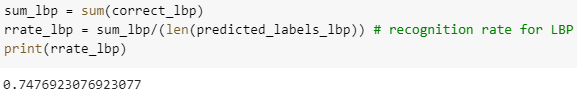 sum_lbp = sum(correct_lbp)
rrate_lbp = sum_lbp/(len(predicted_labels_lbp)) # recognition rate for LBP
print(rrate_lbp)
0.7476923076923077